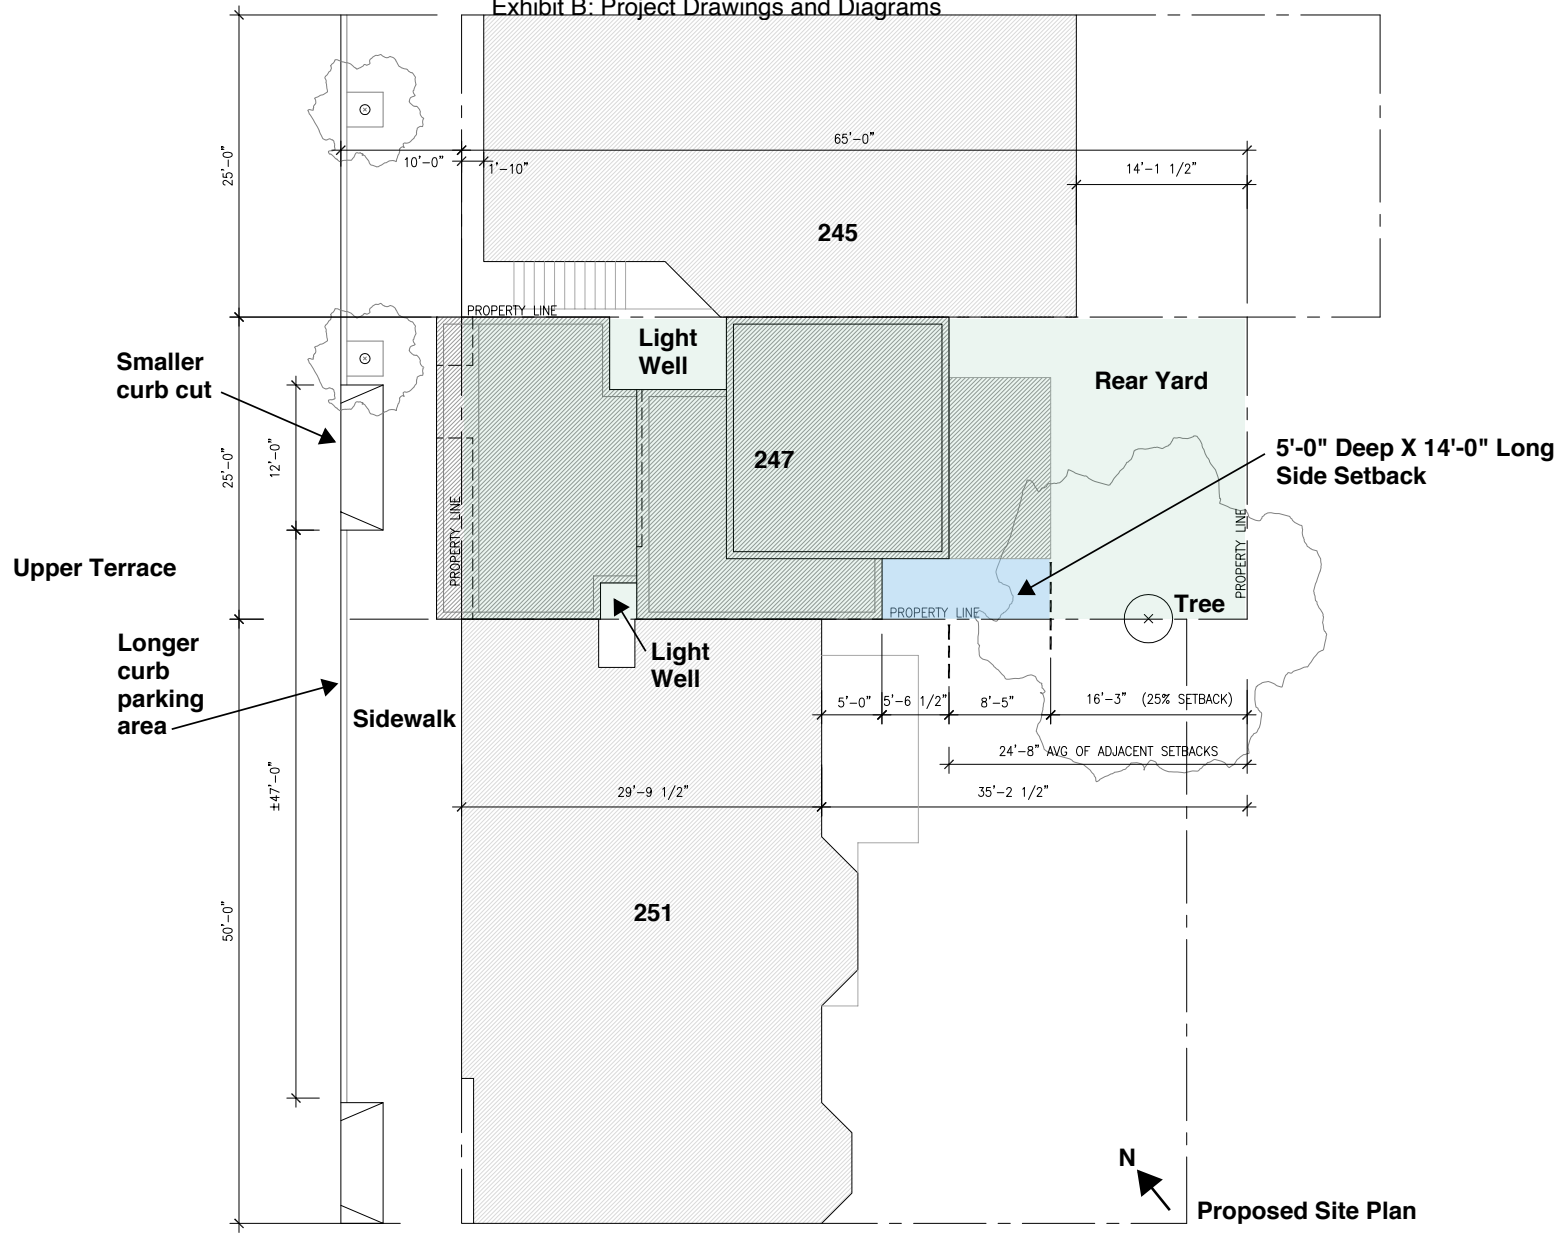 Exhibit B: Project Drawings and Diagrams
65'-0"
10'-0"
1'-10"
14'-1 1/2"
25'-0"
245
PROPERTY LINE
Light
Well
Smaller
curb cut
Rear Yard
12'-0"
25'-0"
247
5'-0" Deep X 14'-0" Long
Side Setback
PROPERTY LINE
PROPERTY LINE
Upper Terrace
PROPERTY LINE
Tree
Longer
curb
parking
area
Light
Well
Sidewalk
5'-0"
5'-6 1/2"
8'-5"
16'-3" (25% SETBACK)
24'-8" AVG OF ADJACENT SETBACKS
±47'-0"
29'-9 1/2"
35'-2 1/2"
50'-0"
251
N
Proposed Site Plan